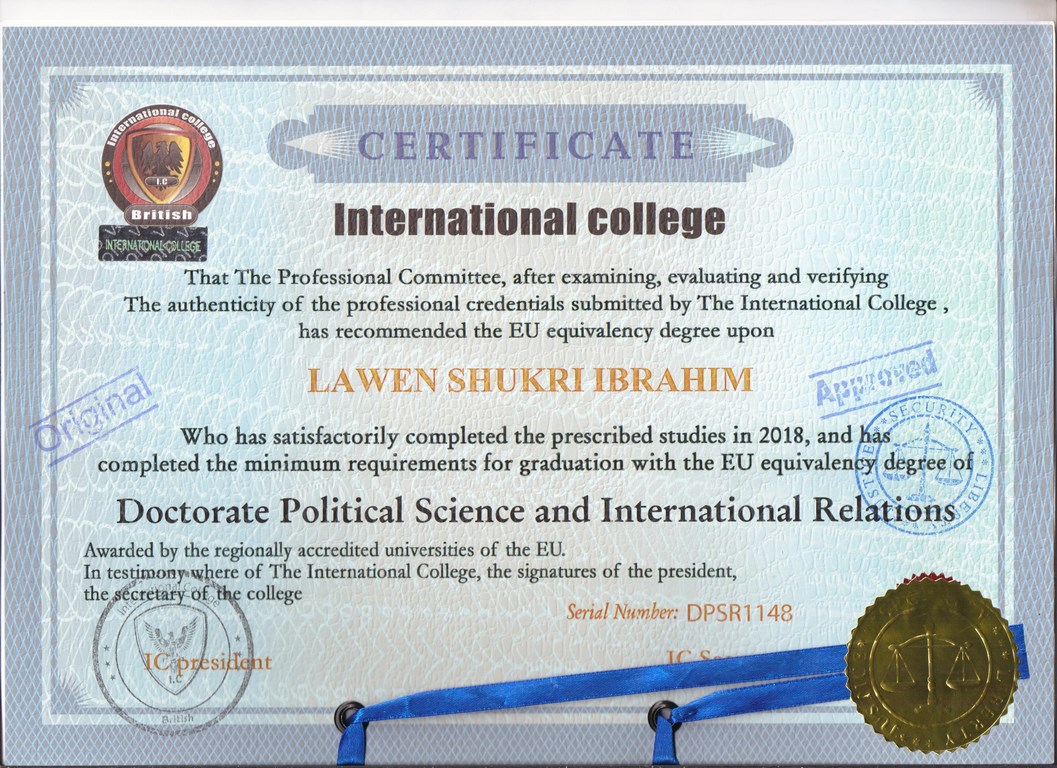 International college
I.C
British
INTERNATIONAL COLLEGE
CERTIFICATE
International college
That The Professional Committee, after examining, evaluating and verifying
The authenticity of the professional credentials submitted by The International College ,
has recommended the EU equivalency degree upon
LAWEN SHUKRI IBRAHIM
Original
Approved
Who has satisfactorily completed the prescribed studies in 2018, and has
completed the minimum requirements for graduation with the EU equivalency degree of
SECURITY LIBERTY JUSTICE
Doctorate Political Science and International Relations
Awarded by the regionally accredited universities of the EU.
In testimony where of The International College, the signatures of the president,
the secretary of the college
Serial Number: DPSR1148
International College
I.C
British
IC president
IC